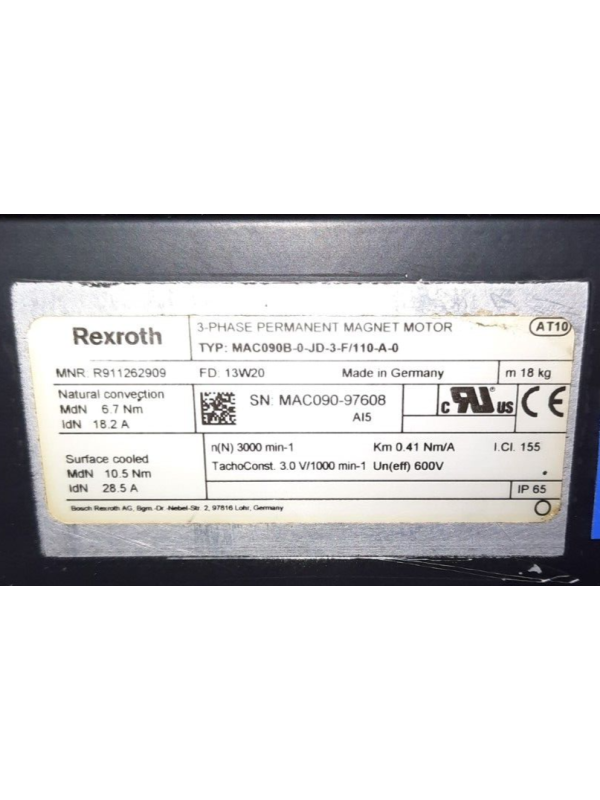 Rexroth
3-PHASE PERMANENT MAGNET MOTOR
AT10
TYP: MAC090B-0-JD-3-F/110-A-0
MNR: R911262909
FD: 13W20
Made in Germany
m 18 kg
Natural convection
MdN 6.7 Nm
IdN 18.2 A
SN: MAC090-97608
AI5
c RU us
CE
Surface cooled
MdN 10.5 Nm
IdN 28.5 A
n(N) 3000 min-1 Km 0.41 Nm/A I.Cl. 155
TachoConst. 3.0 V/1000 min-1 Un(eff) 600V
IP 65
Bosch Rexroth AG, Bgm.-Dr.-Nebel-Str. 2, 97816 Lohr, Germany